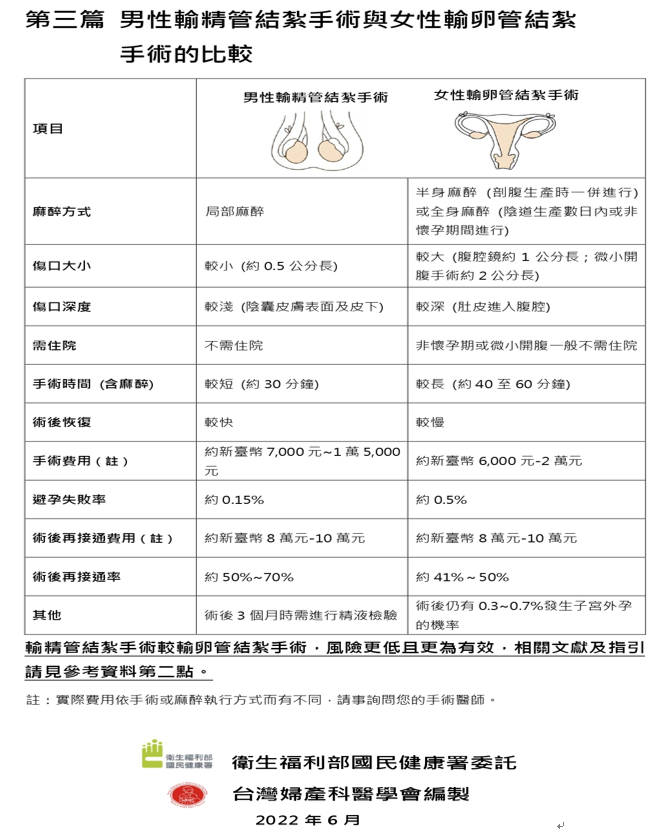 第三篇 男性輸精管結紮手術與女性輸卵管結紮
手術的比較
項目
男性輸精管結紮手術
女性輸卵管結紮手術
麻醉方式
局部麻醉
半身麻醉 (剖腹生產時一併進行)
或全身麻醉 (陰道生產數日內或非
懷孕期間進行)
傷口大小
較小 (約 0.5 公分長)
較大 (腹腔鏡約 1 公分長；微小開
腹手術約 2 公分長)
傷口深度
較淺 (陰囊皮膚表面及皮下)
較深 (肚皮進入腹腔)
需住院
不需住院
非懷孕期或微小開腹一般不需住院
手術時間 (含麻醉)
較短 (約 30 分鐘)
較長 (約 40 至 60 分鐘)
術後恢復
較快
較慢
手術費用（註）
約新臺幣 7,000 元~1 萬 5,000
元
約新臺幣 6,000 元-2 萬元
避孕失敗率
約 0.15%
約 0.5%
術後再接通費用（註）
約新臺幣 8 萬元-10 萬元
約新臺幣 8 萬元-10 萬元
術後再接通率
約 50%~70%
約 41%～50%
其他
術後 3 個月時需進行精液檢驗
術後仍有 0.3~0.7%發生子宮外孕
的機率
輸精管結紮手術較輸卵管結紮手術，風險更低且更為有效，相關文獻及指引
請見參考資料第二點。
註：實際費用依手術或麻醉執行方式而有不同，請事詢問您的手術醫師。
衛生福利部
國民健康署
衛生福利部國民健康署委託
台灣婦產科醫學會編製
2022 年 6 月